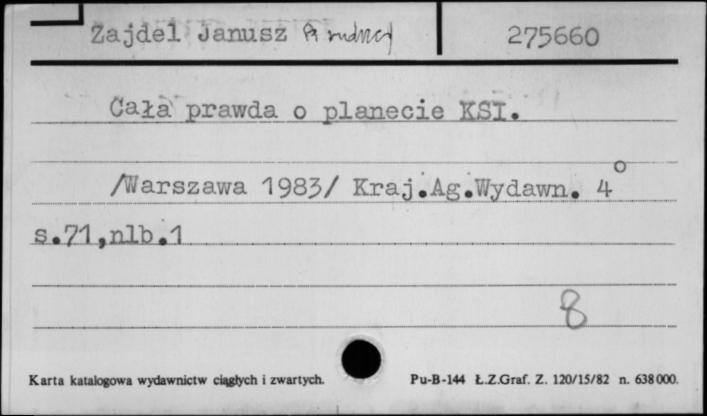 Zajdel Janusz
275660
Cała prawda o planecie KSI.
/Warszawa 1983/ Kraj.Ag.Wydawn. 4°
s.71,nlb.1
8
Karta katalogowa wydawnictw ciągłych i zwartych.
Pu-B-144 Ł.Z.Graf. Z. 120/15/82 n. 638000.